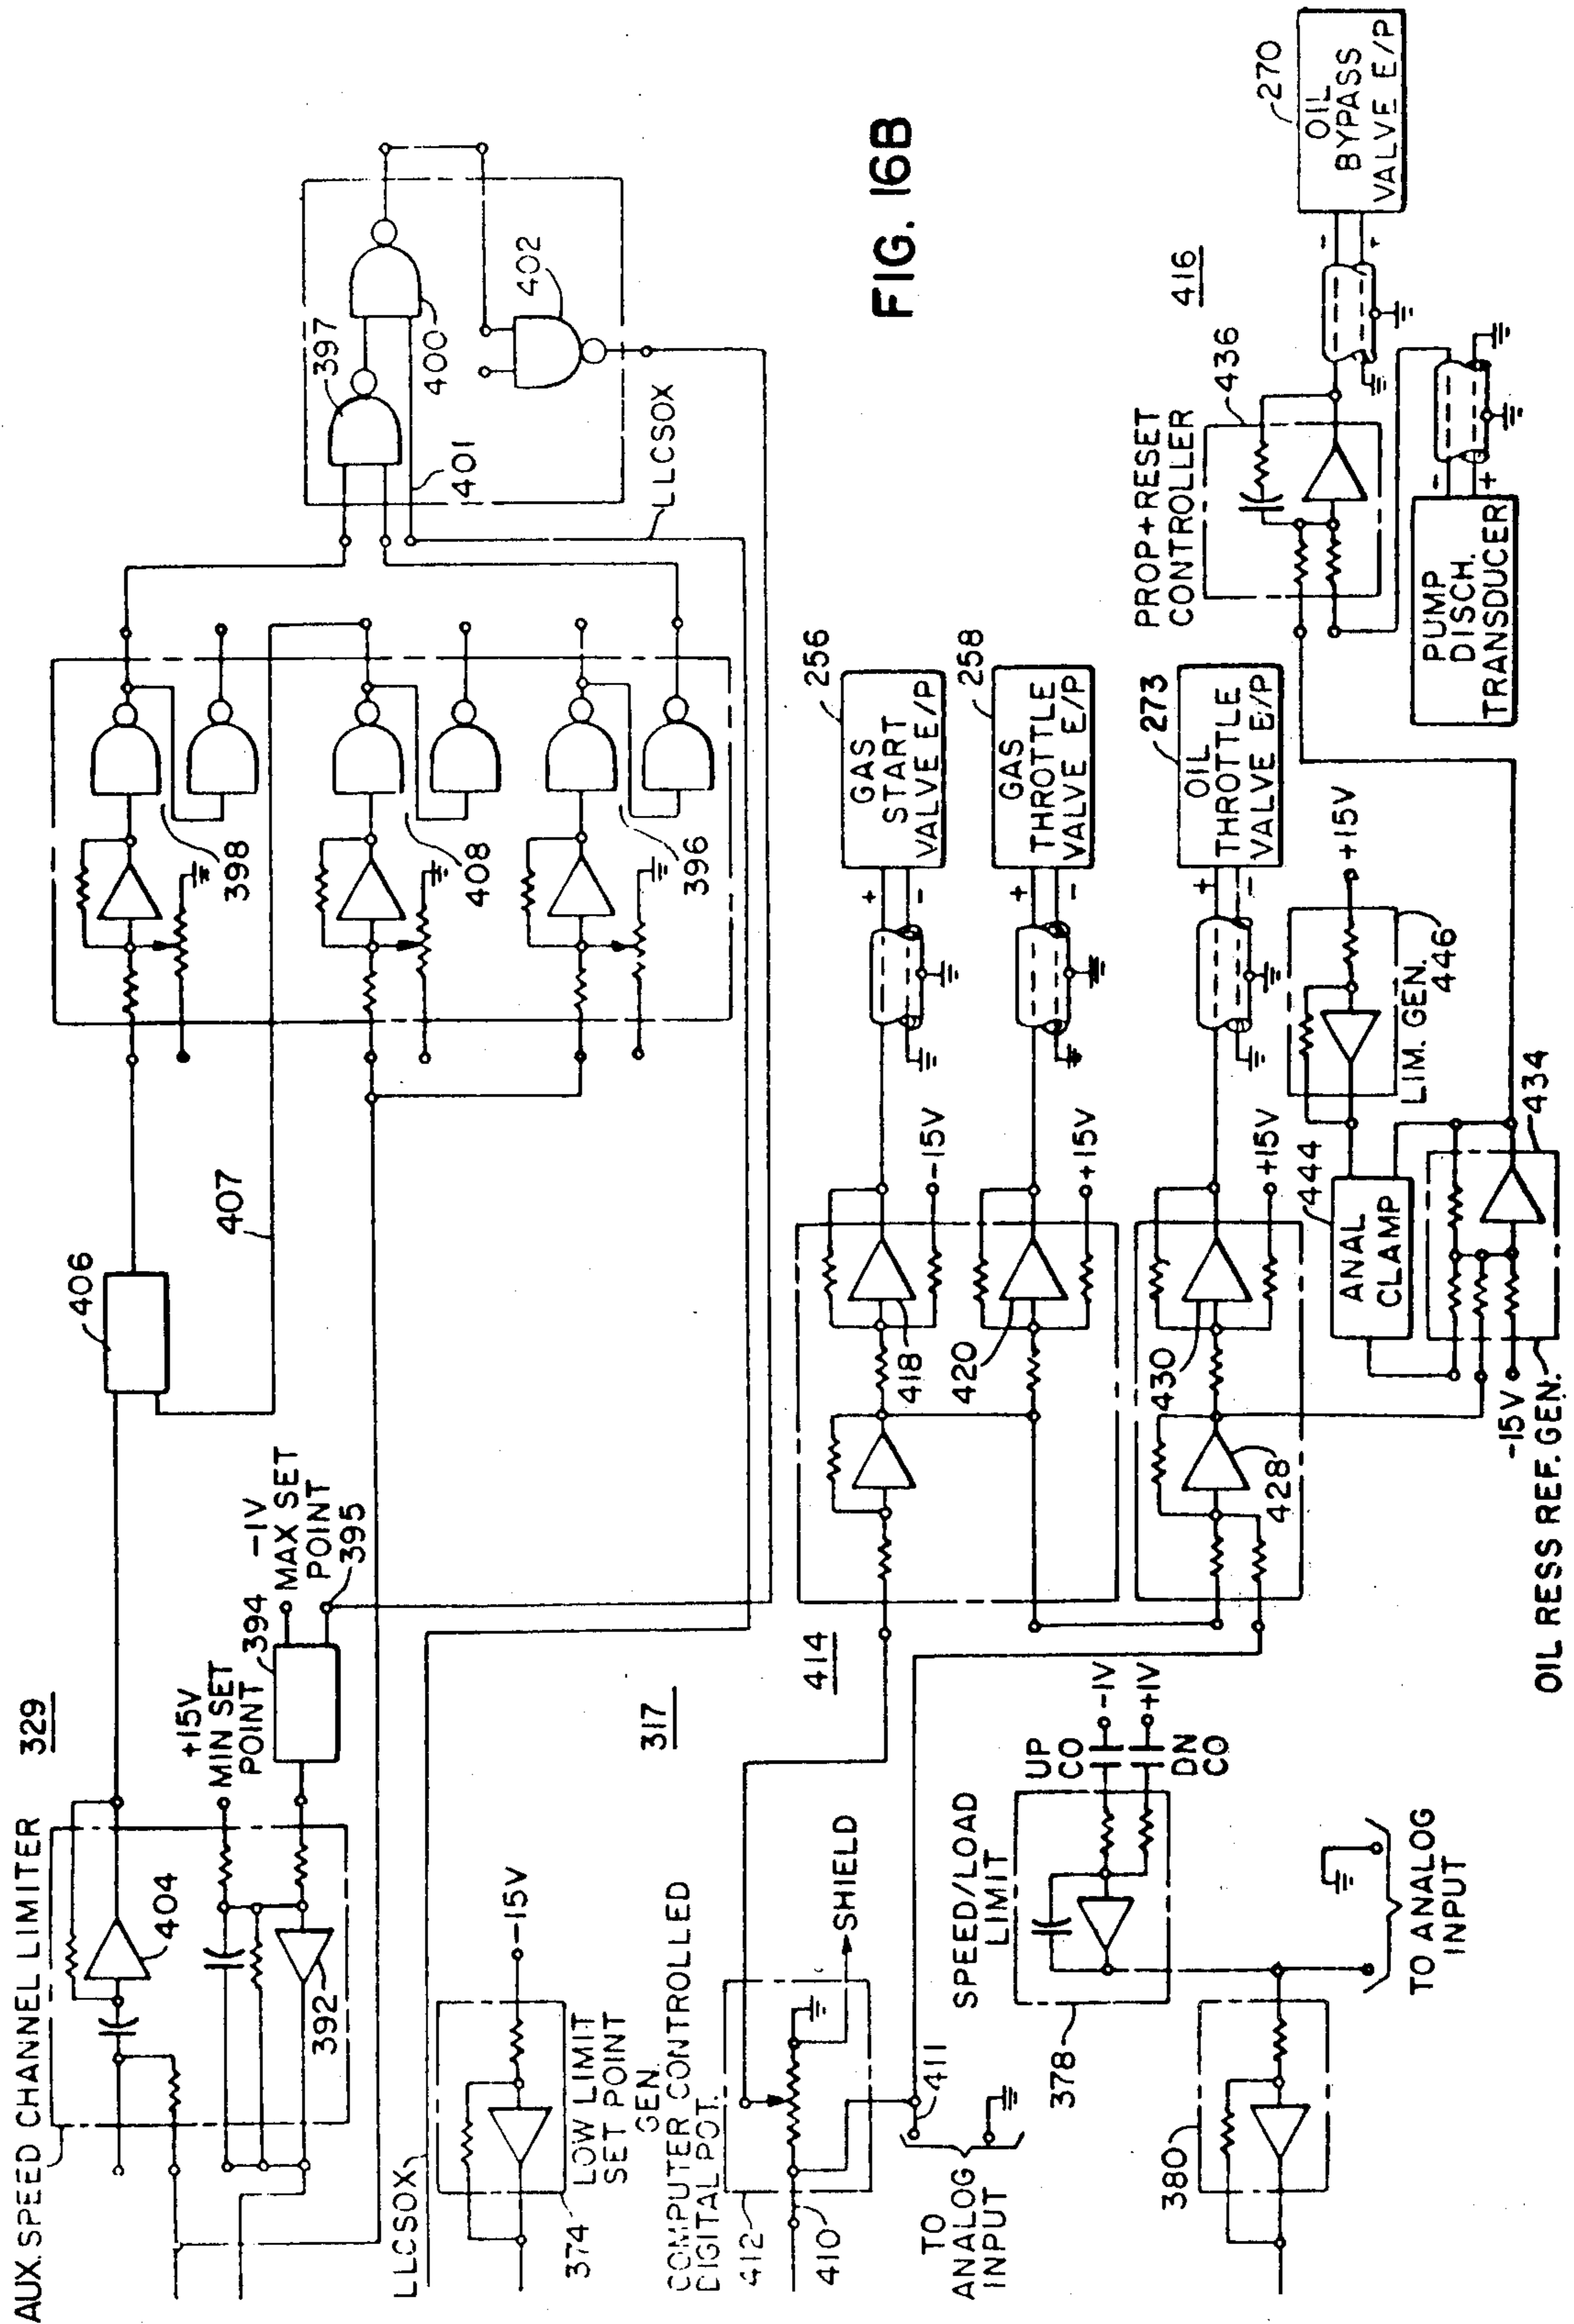 AUX. SPEED CHANNEL LIMITER
329
404
392
+15V
MIN SET
POINT
394
-1V
MAX SET
POINT
395
406
407
398
408
396
397
400
401
402
LLCSOX
FIG. 16B
LLCSOX
-15V
374
LOW LIMIT
SET POINT
GEN.
317
COMPUTER CONTROLLED
DIGITAL POT.
412
410
SHIELD
411
TO
ANALOG
INPUT
SPEED/LOAD
LIMIT
378
UP
CO
-1V
+1V
DN
CO
380
TO ANALOG
INPUT
414
418
-15V
420
+15V
256
GAS
START
VALVE E/P
+
-
258
GAS
THROTTLE
VALVE E/P
+
-
428
430
+15V
273
OIL
THROTTLE
VALVE E/P
+
-
444
ANAL
CLAMP
LIM. GEN.
446
+15V
434
-15V
OIL RESS REF. GEN.
PROP+RESET
CONTROLLER
436
416
270
OIL
BYPASS
VALVE E/P
-
+
PUMP
DISCH.
TRANSDUCER
-
+